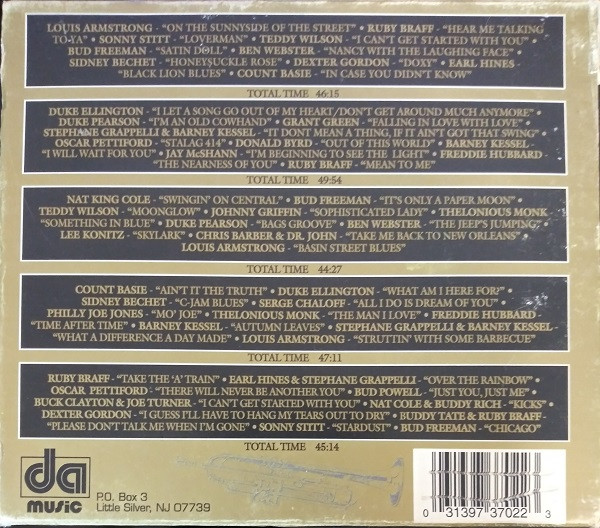 LOUIS ARMSTRONG - "ON THE SUNNYSIDE OF THE STREET" • RUBY BRAFF - "HEAR ME TALKING
TO YA" • SONNY STITT - "LOVERMAN" • TEDDY WILSON - "I CAN'T GET STARTED WITH YOU" •
BUD FREEMAN - "SATIN DOLL" • BEN WEBSTER - "NANCY WITH THE LAUGHING FACE" •
SIDNEY BECHET - "HONEYSUCKLE ROSE" • DEXTER GORDON - "DOXY" • EARL HINES -
"BLACK LION BLUES" • COUNT BASIE - "IN CASE YOU DIDN'T KNOW"
TOTAL TIME 46:15
DUKE ELLINGTON - "I LET A SONG GO OUT OF MY HEART/DON'T GET AROUND MUCH ANYMORE" •
DUKE PEARSON - "I'M AN OLD COWHAND" • GRANT GREEN - "FALLING IN LOVE WITH LOVE" •
STEPHANE GRAPPELLI & BARNEY KESSEL - "IT DONT MEAN A THING, IF IT AIN'T GOT THAT SWING" •
OSCAR PETTIFORD - "STALAG 414" • DONALD BYRD - "OUT OF THIS WORLD" • BARNEY KESSEL -
"I WILL WAIT FOR YOU" • JAY McSHANN - "I'M BEGINNING TO SEE THE LIGHT" • FREDDIE HUBBARD -
"THE NEARNESS OF YOU" • RUBY BRAFF - "MEAN TO ME"
TOTAL TIME 49:54
NAT KING COLE - "SWINGIN' ON CENTRAL" • BUD FREEMAN - "IT'S ONLY A PAPER MOON" •
TEDDY WILSON - "MOONGLOW" • JOHNNY GRIFFIN - "SOPHISTICATED LADY" • THELONIOUS MONK -
"SOMETHING IN BLUE" • DUKE PEARSON - "BAGS GROOVE" • BEN WEBSTER - "THE JEEP'S JUMPING" •
LEE KONITZ - "SKYLARK" • CHRIS BARBER & DR. JOHN - "TAKE ME BACK TO NEW ORLEANS" •
LOUIS ARMSTRONG - "BASIN STREET BLUES"
TOTAL TIME 44:27
COUNT BASIE - "AIN'T IT THE TRUTH" • DUKE ELLINGTON - "WHAT AM I HERE FOR?" •
SIDNEY BECHET - "C-JAM BLUES" • SERGE CHALOFF - "ALL I DO IS DREAM OF YOU" •
PHILLY JOE JONES - "MO' JOE" • THELONIOUS MONK - "THE MAN I LOVE" • FREDDIE HUBBARD -
"TIME AFTER TIME" • BARNEY KESSEL - "AUTUMN LEAVES" • STEPHANE GRAPPELLI & BARNEY KESSEL -
"WHAT A DIFFERENCE A DAY MADE" • LOUIS ARMSTRONG - "STRUTTIN' WITH SOME BARBECUE"
TOTAL TIME 47:11
RUBY BRAFF - "TAKE THE 'A' TRAIN" • EARL HINES & STEPHANE GRAPPELLI - "OVER THE RAINBOW" •
OSCAR PETTIFORD - "THERE WILL NEVER BE ANOTHER YOU" • BUD POWELL - "JUST YOU, JUST ME" •
BUCK CLAYTON & JOE TURNER - "I CAN'T GET STARTED WITH YOU" • NAT COLE & BUDDY RICH - "KICKS" •
DEXTER GORDON - "I GUESS I'LL HAVE TO HANG MY TEARS OUT TO DRY" • BUDDY TATE & RUBY BRAFF -
"PLEASE DON'T TALK ME WHEN I'M GONE" • SONNY STITT - "STARDUST" • BUD FREEMAN - "CHICAGO"
TOTAL TIME 45:14
da
music
P.O. Box 3
Little Silver, NJ 07739
0 31397 37022 3